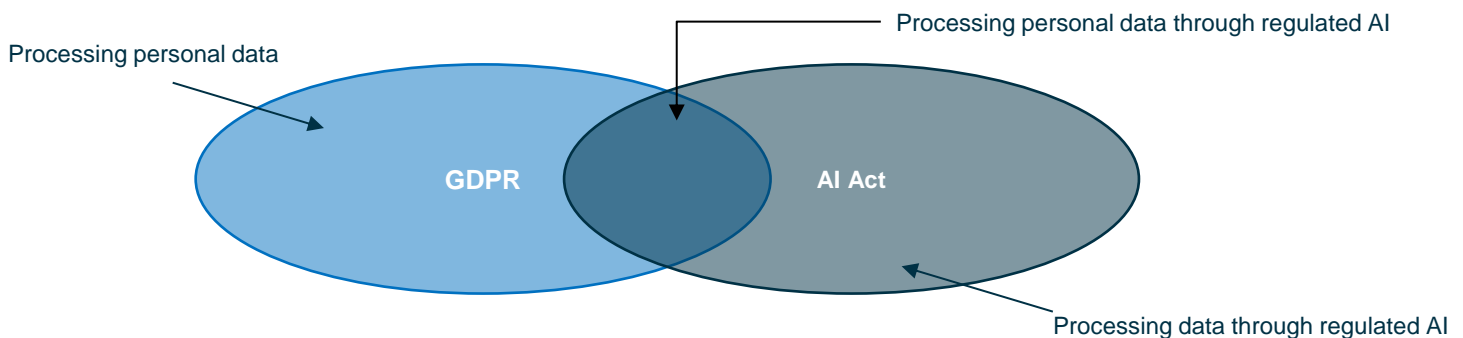 Processing personal data through regulated AI
Processing personal data
GDPR
AI Act
Processing data through regulated AI